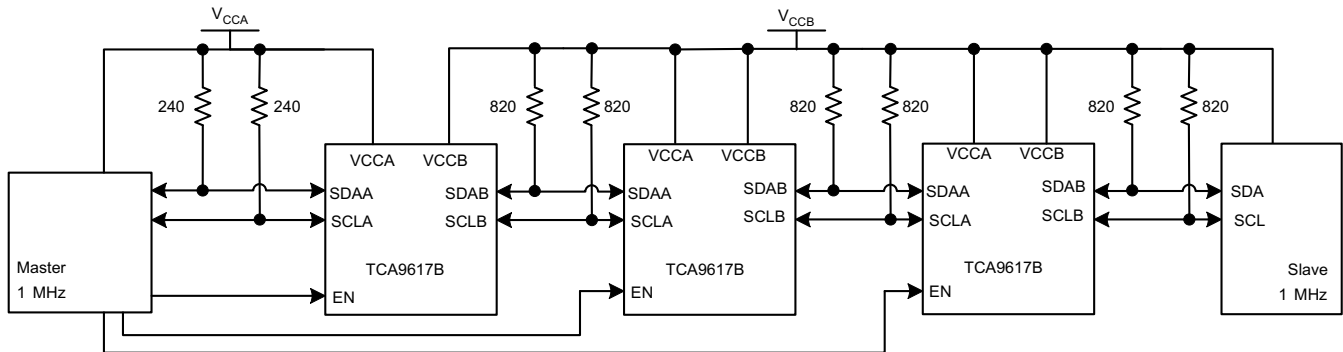 VCCA
VCCB
240
240
820
820
820
820
820
820
VCCA
VCCB
VCCA
VCCB
VCCA
VCCB
SDAA
SDAB
SDAA
SDAB
SDAA
SDAB
SDA
SCLA
SCLB
SCLA
SCLB
SCLA
SCLB
SCL
Master
1 MHz
TCA9617B
TCA9617B
TCA9617B
Slave
1 MHz
EN
EN
EN